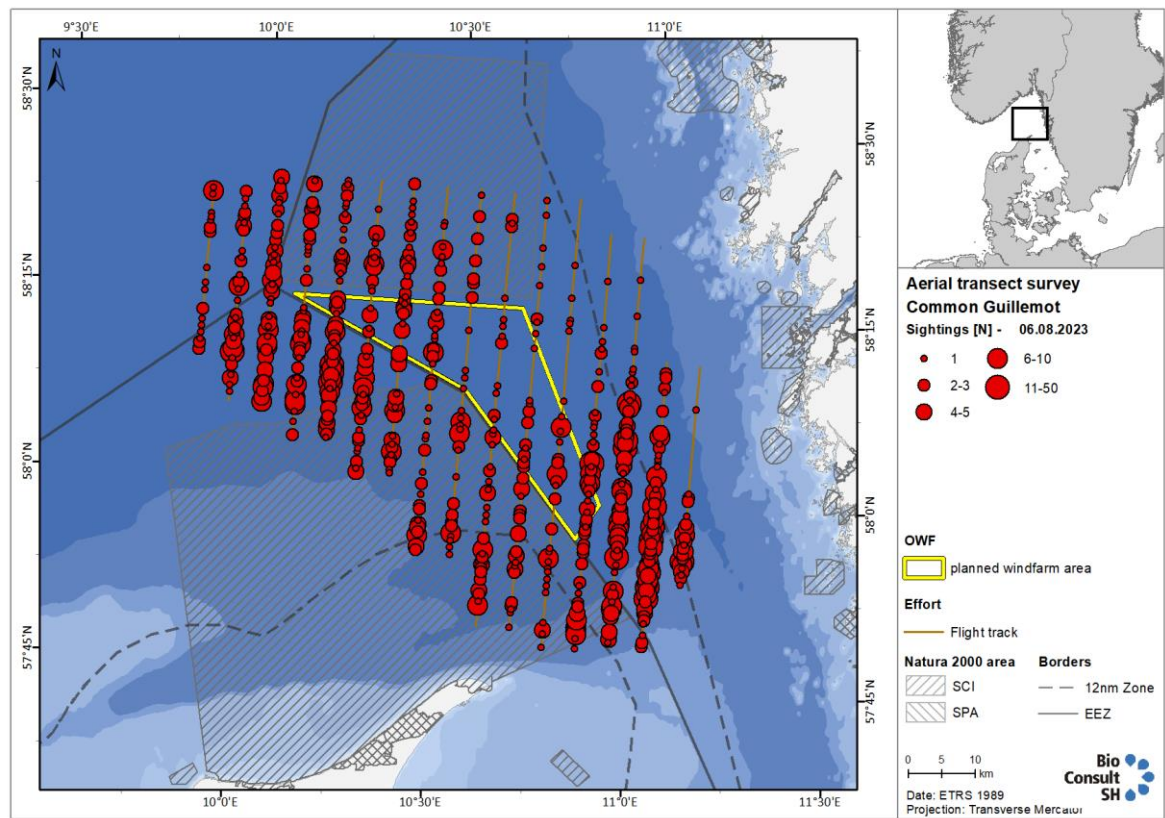 9°30'E 10°0'E 10°30'E 11°0'E
N
58°30'N
58°15'N
58°0'N
57°45'N
58°30'N
58°15'N
58°0'N
57°45'N
10°0'E 10°30'E 11°0'E 11°30'E
Aerial transect survey
Common Guillemot
Sightings [N] - 06.08.2023
1 6-10
2-3 11-50
4-5
OWF
planned windfarm area
Effort
Flight track
Natura 2000 area Borders
SCI 12nm Zone
SPA EEZ
0 5 10
km
Date: ETRS 1989
Projection: Transverse Mercator
Bio
Consult
SH